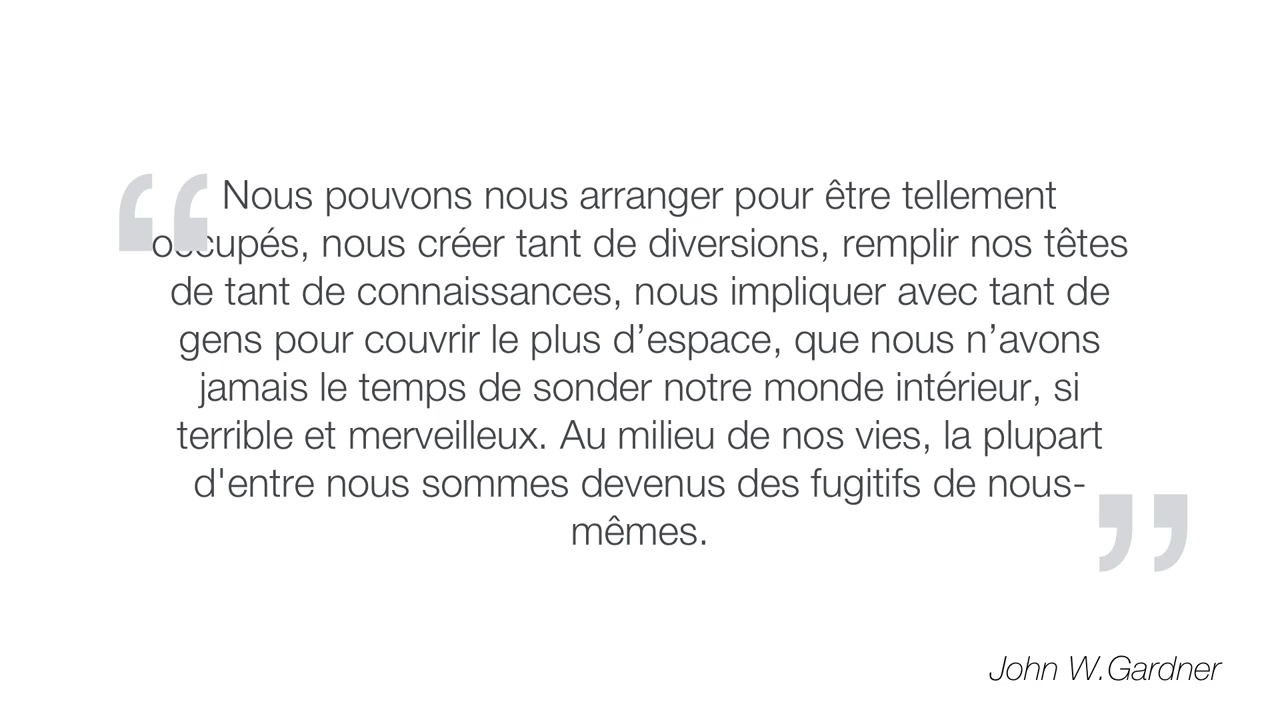 Nous pouvons nous arranger pour être tellement
occupés, nous créer tant de diversions, remplir nos têtes
de tant de connaissances, nous impliquer avec tant de
gens pour couvrir le plus d’espace, que nous n’avons
jamais le temps de sonder notre monde intérieur, si
terrible et merveilleux. Au milieu de nos vies, la plupart
d'entre nous sommes devenus des fugitifs de nous-
mêmes.
John W.Gardner